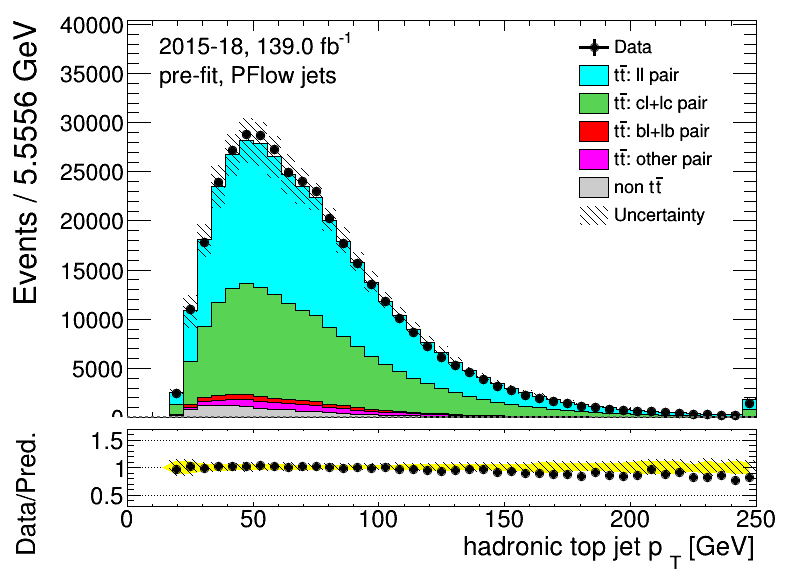 40000
35000
30000
25000
20000
15000
10000
5000
0
Events / 5.5556 GeV
2015-18, 139.0 fb-1
pre-fit, PFlow jets
Data
tt̄: ll pair
tt̄: cl+lc pair
tt̄: bl+lb pair
tt̄: other pair
non tt̄
Uncertainty
Data/Pred.
1.5
1
0.5
0 50 100 150 200 250
hadronic top jet p T [GeV]